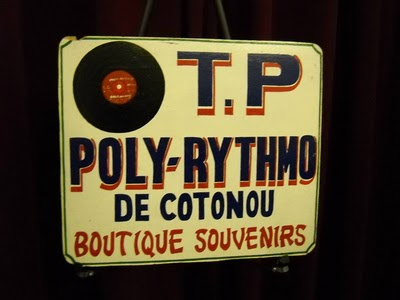 T.P
POLY-RYTHMO
DE COTONOU
BOUTIQUE SOUVENIRS